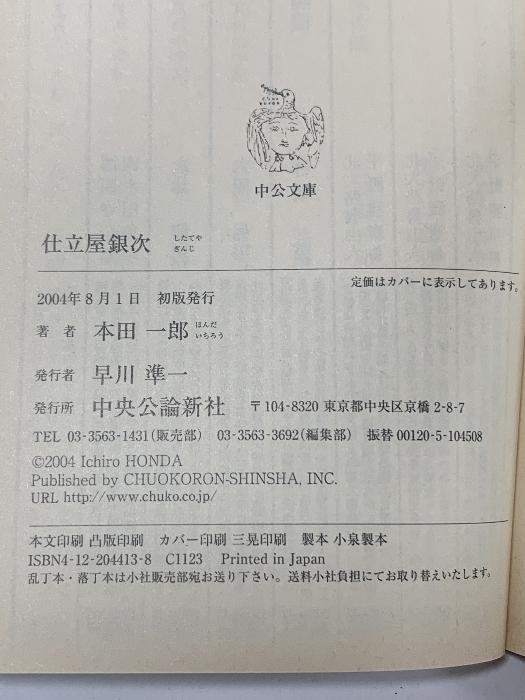 中公文庫
仕立屋銀次 したてや ぎんじ
定価はカバーに表示してあります。
2004年8月1日 初版発行
著者 本田 一郎 ほんだ いちろう
発行者 早川 準一
発行所 中央公論新社 〒104-8320 東京都中央区京橋 2-8-7
TEL 03-3563-1431(販売部) 03-3563-3692(編集部) 振替 00120-5-104508
©2004 Ichiro HONDA
Published by CHUOKORON-SHINSHA, INC.
URL http://www.chuko.co.jp/
本文印刷 凸版印刷 カバー印刷 三晃印刷 製本 小泉製本
ISBN4-12-204413-8 C1123 Printed in Japan
乱丁本・落丁本は小社販売部宛お送り下さい。送料小社負担にてお取り替えいたします。